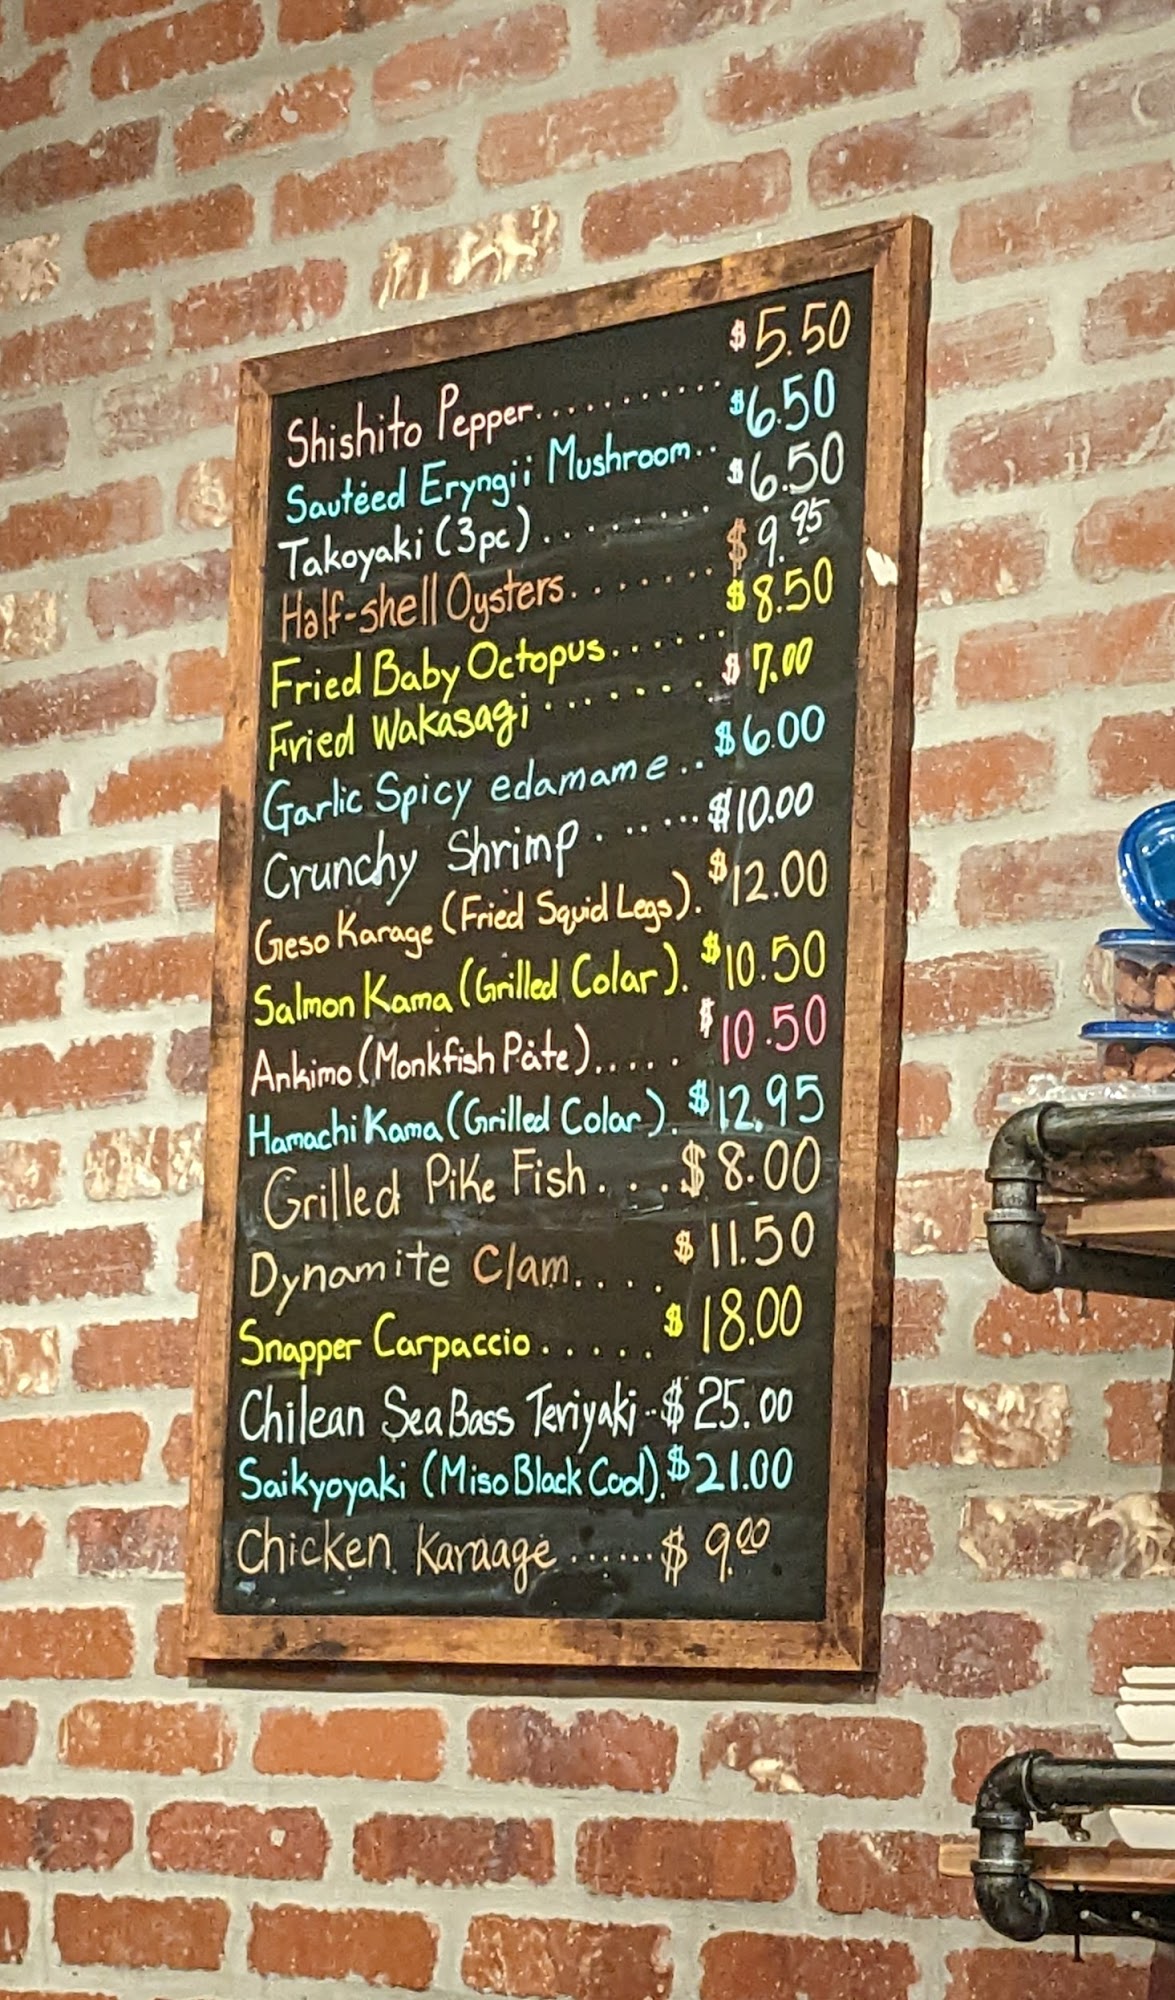 Shishito Pepper........... $5.50
Sautéed Eryngii Mushroom.. $6.50
Takoyaki (3pc)........ $6.50
Half-shell Oysters....... $9.95
Fried Baby Octopus...... $8.50
Fried Wakasagi....... $7.00
Garlic Spicy edamame.. $6.00
Crunchy Shrimp...... $10.00
Geso Karage (Fried Squid Legs). $12.00
Salmon Kama (Grilled Colar). $10.50
Ankimo (Monkfish Pâte)..... $10.50
Hamachi Kama (Grilled Colar). $12.95
Grilled Pike Fish... $8.00
Dynamite Clam.... $11.50
Snapper Carpaccio..... $18.00
Chilean Sea Bass Teriyaki.. $25.00
Saikyoyaki (Miso Black Cod). $21.00
Chicken Karaage...... $9.00